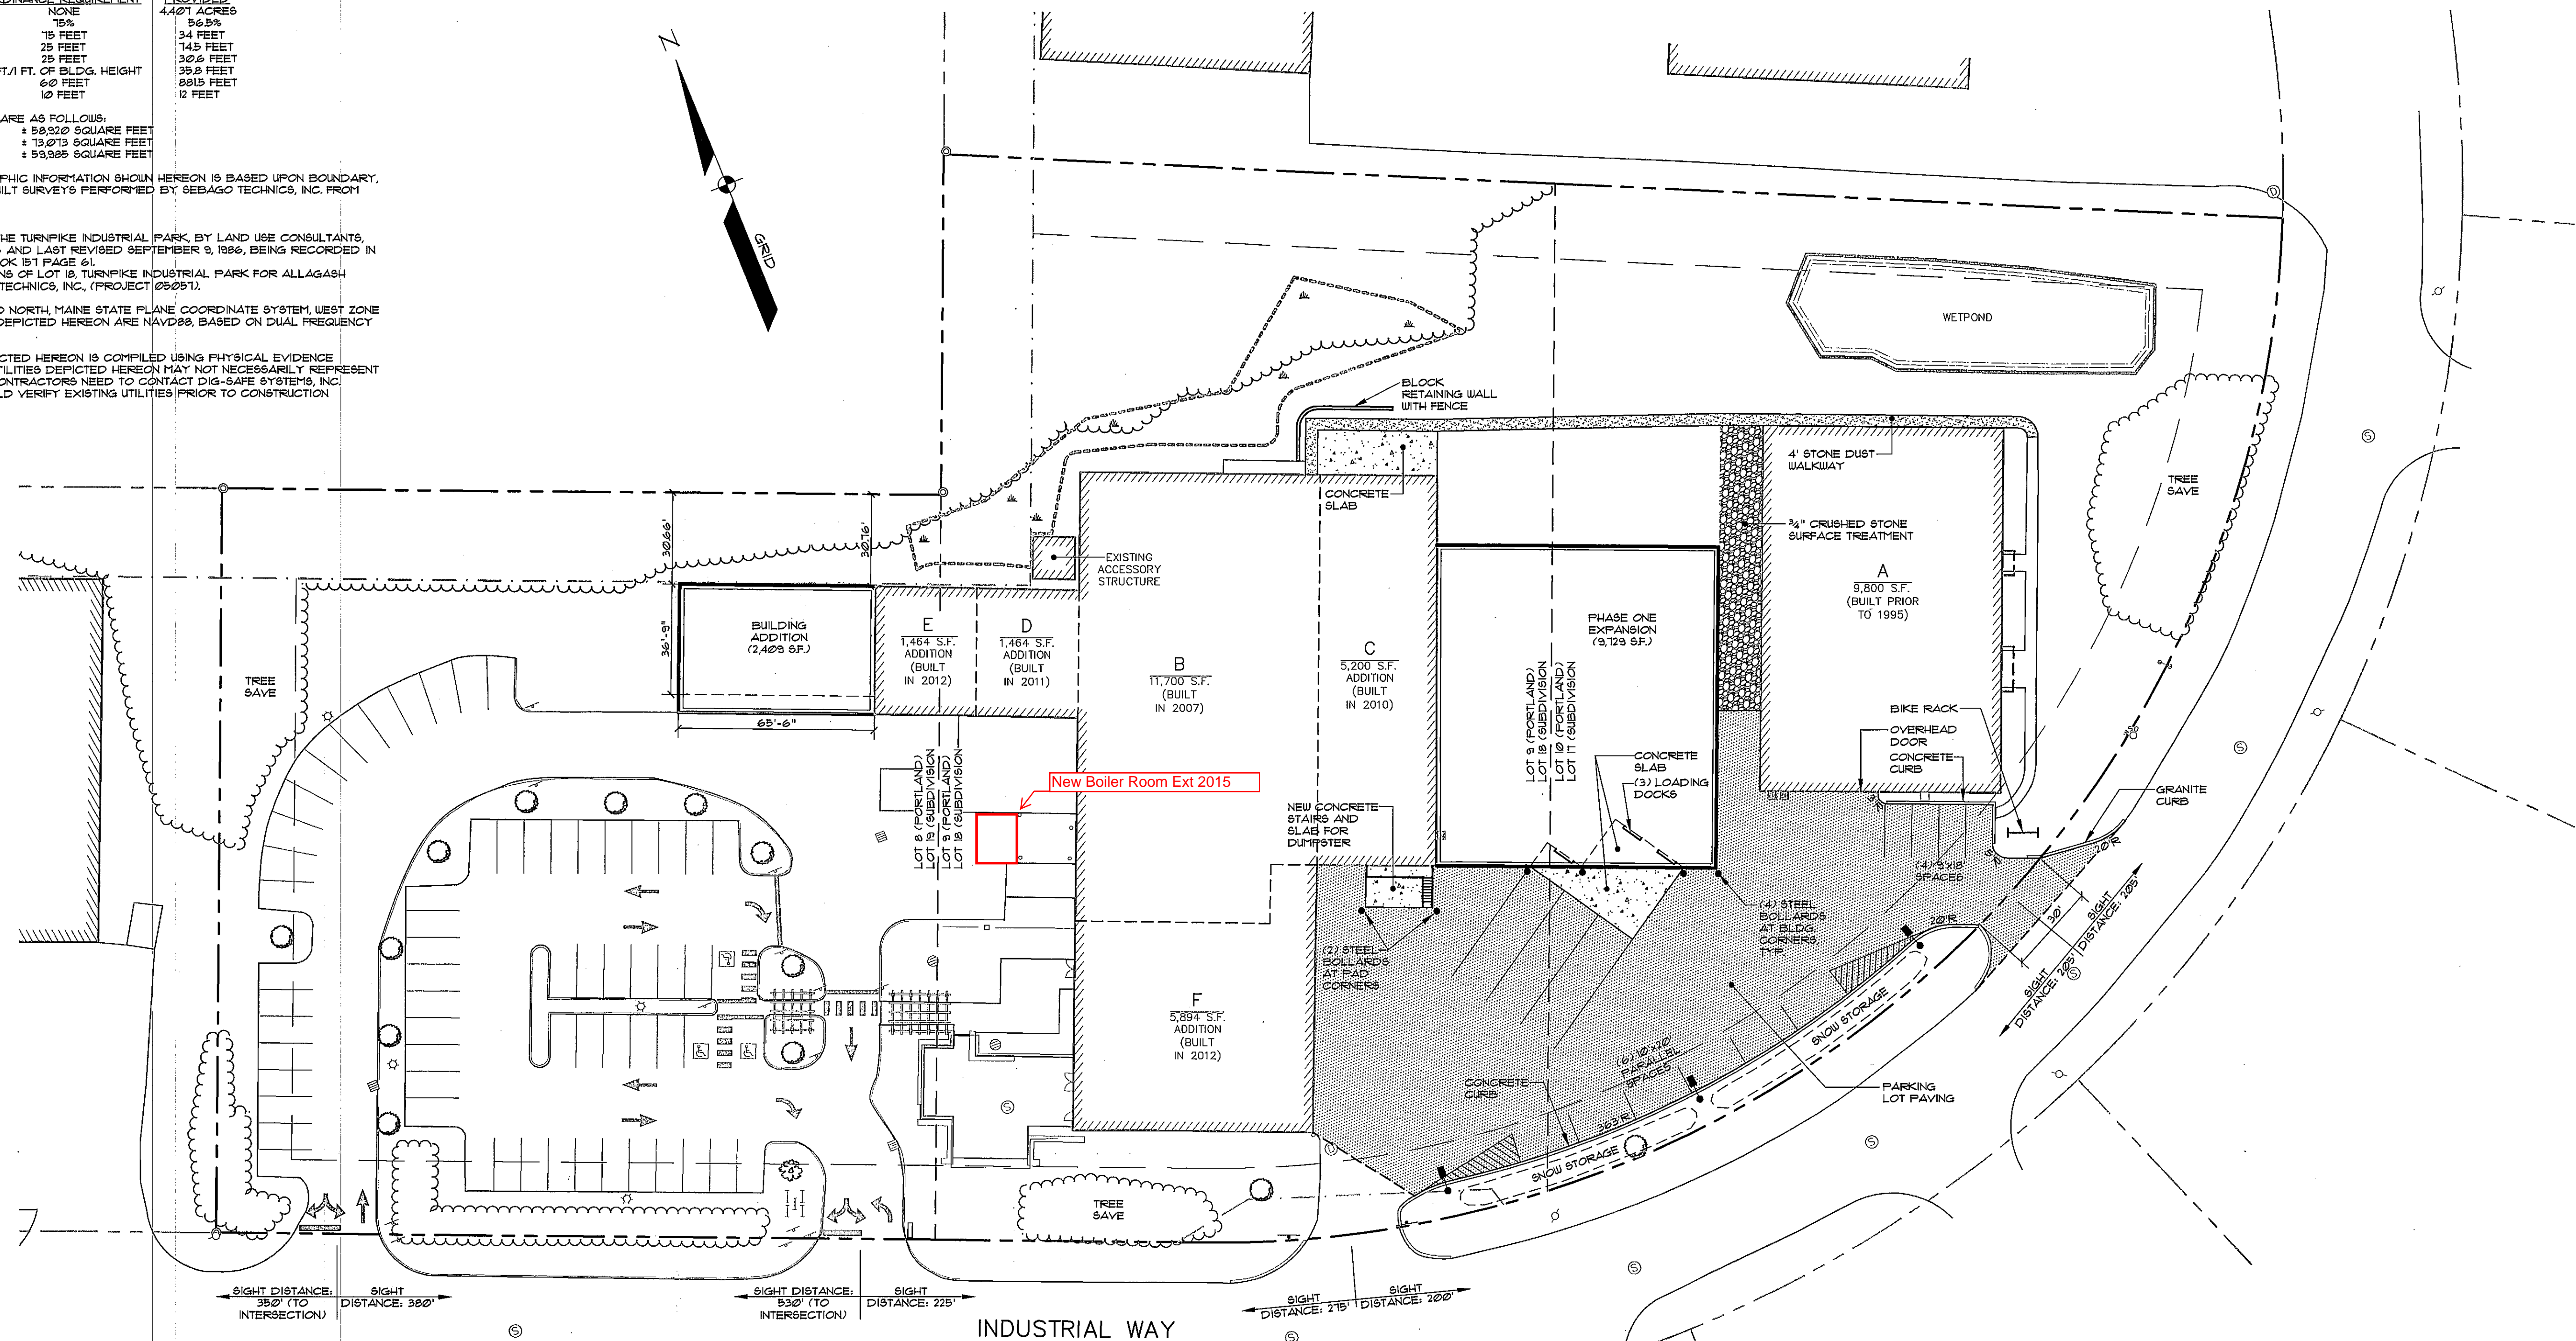 PROVIDED
NONE 4.407 ACRES
75% 56.5%
75 FEET 34 FEET
25 FEET 74.5 FEET
25 FEET 30.6 FEET
FT./1 FT. OF BLDG. HEIGHT 35.8 FEET
60 FEET 881.5 FEET
10 FEET 12 FEET
ARE AS FOLLOWS:
± 58,920 SQUARE FEET
± 73,073 SQUARE FEET
± 59,985 SQUARE FEET
PHIC INFORMATION SHOWN HEREON IS BASED UPON BOUNDARY,
ILT SURVEYS PERFORMED BY SEBAGO TECHNICS, INC. FROM
HE TURNPIKE INDUSTRIAL PARK, BY LAND USE CONSULTANTS,
AND LAST REVISED SEPTEMBER 9, 1986, BEING RECORDED IN
OK 157 PAGE 61.
NS OF LOT 18, TURNPIKE INDUSTRIAL PARK FOR ALLAGASH
TECHNICS, INC., (PROJECT 05057).
D NORTH, MAINE STATE PLANE COORDINATE SYSTEM, WEST ZONE
DEPICTED HEREON ARE NAVD88, BASED ON DUAL FREQUENCY
CTED HEREON IS COMPILED USING PHYSICAL EVIDENCE
TILITIES DEPICTED HEREON MAY NOT NECESSARILY REPRESENT
ONTRACTORS NEED TO CONTACT DIG-SAFE SYSTEMS, INC.
LD VERIFY EXISTING UTILITIES PRIOR TO CONSTRUCTION
N
GRID
WETPOND
BLOCK
RETAINING WALL
WITH FENCE
4' STONE DUST
WALKWAY
TREE
SAVE
CONCRETE
SLAB
3/4" CRUSHED STONE
SURFACE TREATMENT
30.66'
30.76'
EXISTING
ACCESSORY
STRUCTURE
A
9,800 S.F.
(BUILT PRIOR
TO 1995)
BUILDING
ADDITION
(2,409 S.F.)
36'-9"
65'-6"
E
1,464 S.F.
ADDITION
(BUILT
IN 2012)
D
1,464 S.F.
ADDITION
(BUILT
IN 2011)
B
11,700 S.F.
(BUILT
IN 2007)
C
5,200 S.F.
ADDITION
(BUILT
IN 2010)
PHASE ONE
EXPANSION
(9,729 S.F.)
TREE
SAVE
LOT 9 (PORTLAND)
LOT 18 (SUBDIVISION
LOT 10 (PORTLAND)
LOT 17 (SUBDIVISION
BIKE RACK
OVERHEAD
DOOR
CONCRETE
CURB
CONCRETE
SLAB
(3) LOADING
DOCKS
LOT 8 (PORTLAND)
LOT 19 (SUBDIVISION
LOT 9 (PORTLAND)
LOT 18 (SUBDIVISION
New Boiler Room Ext 2015
NEW CONCRETE
STAIRS AND
SLAB FOR
DUMPSTER
GRANITE
CURB
3'R
5'R
20'R
(4) 9'x18'
SPACES
30'
SIGHT
DISTANCE: 205'
(4) STEEL
BOLLARDS
AT BLDG.
CORNERS,
TYP.
20'R
SIGHT
DISTANCE: 205'
(2) STEEL
BOLLARDS
AT PAD
CORNERS
F
5,894 S.F.
ADDITION
(BUILT
IN 2012)
SNOW STORAGE
(6) 10'x20'
PARALLEL
SPACES
CONCRETE
CURB
363'R
PARKING
LOT PAVING
SNOW STORAGE
TREE
SAVE
SIGHT DISTANCE:
350' (TO
INTERSECTION)
SIGHT
DISTANCE: 380'
SIGHT DISTANCE:
530' (TO
INTERSECTION)
SIGHT
DISTANCE: 225'
SIGHT
DISTANCE: 275'
SIGHT
DISTANCE: 200'
INDUSTRIAL WAY